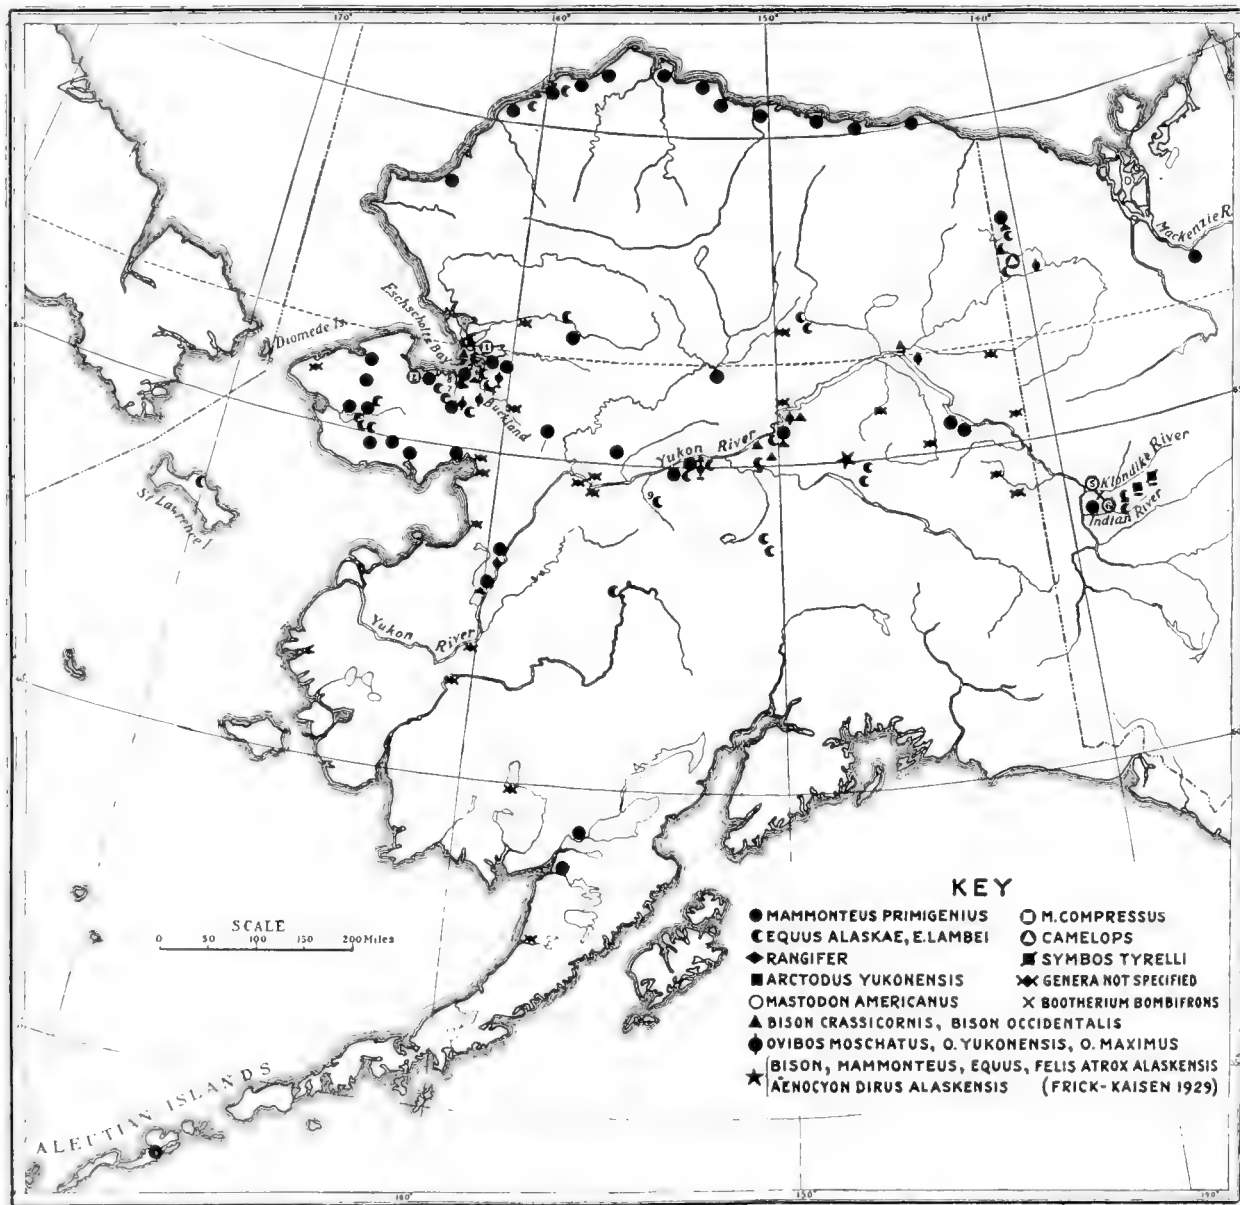 170°
160°
150°
140°
Mackenzie R.
Eschscholtz Bay
Diomede Is.
Buckland
Yukon River
Klondike River
Indian River
St Lawrence I
Yukon River
SCALE
0 50 100 150 200 Miles
ALEUTIAN ISLANDS
KEY
MAMMONTEUS PRIMIGENIUS
M. COMPRESSUS
EQUUS ALASKAE, E. LAMBEI
CAMELOPS
RANGIFER
SYMBOS TYRELLI
ARCTODUS YUKONENSIS
GENERA NOT SPECIFIED
MASTODON AMERICANUS
BOOTHERIUM BOMBIFRONS
BISON CRASSICORNIS, BISON OCCIDENTALIS
OVIBOS MOSCHATUS, O. YUKONENSIS, O. MAXIMUS
BISON, MAMMONTEUS, EQUUS, FELIS ATROX ALASKENSIS
AENOCYON DIRUS ALASKENSIS (FRICK-KAISEN 1929)
160°
150°